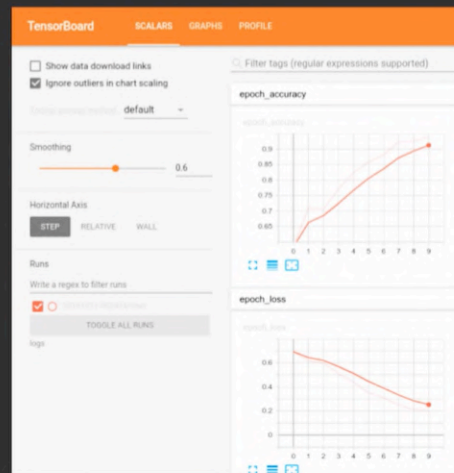 TensorBoard SCALARS GRAPHS PROFILE
Show data download links
Ignore outliers in chart scaling
default
Smoothing
0.6
Horizontal Axis
STEP RELATIVE WALL
Runs
Write a regex to filter runs
TOGGLE ALL RUNS
logs
Filter tags (regular expressions supported)
epoch_accuracy
epoch_accuracy
0.9
0.85
0.8
0.75
0.7
0.65
0 1 2 3 4 5 6 7 8 9
epoch_loss
epoch_loss
0.6
0.4
0.2
0
0 1 2 3 4 5 6 7 8 9